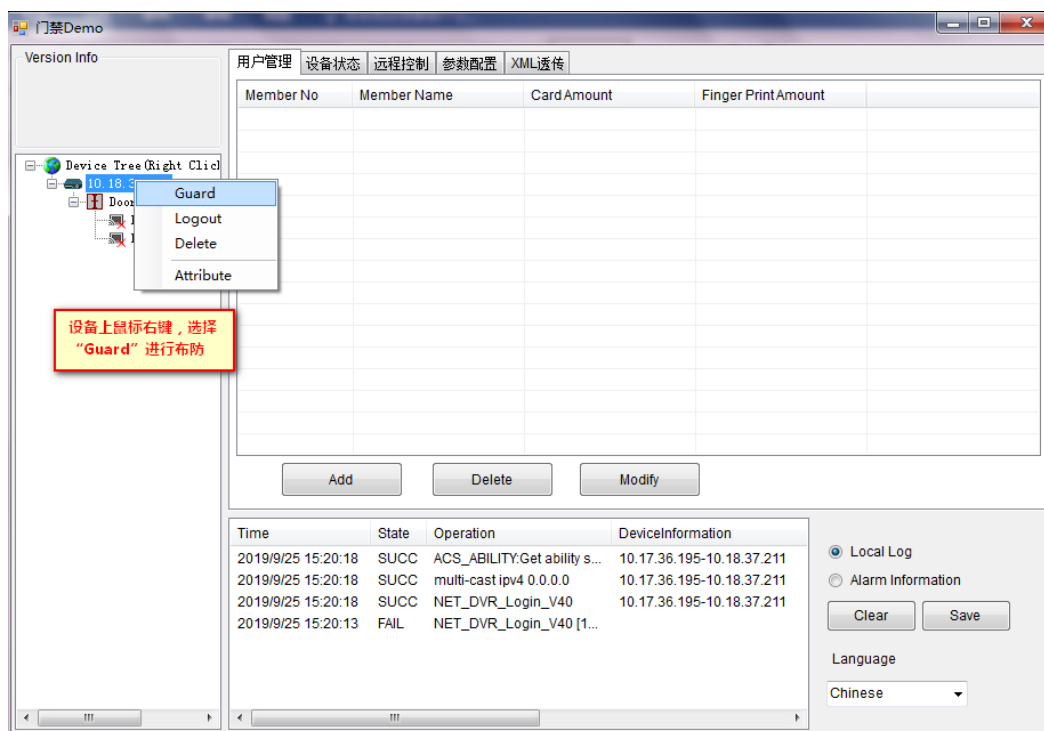 门禁Demo
Version Info
用户管理 设备状态 远程控制 参数配置 XML透传
Member No Member Name Card Amount Finger Print Amount
Device Tree(Right Clic
10.18.3
Guard
Door
Logout
Delete
Attribute
设备上鼠标右键，选择
“Guard”进行布防
Add Delete Modify
Time State Operation DeviceInformation
2019/9/25 15:20:18 SUCC ACS_ABILITY:Get ability s... 10.17.36.195-10.18.37.211
2019/9/25 15:20:18 SUCC multi-cast ipv4 0.0.0.0 10.17.36.195-10.18.37.211
2019/9/25 15:20:18 SUCC NET_DVR_Login_V40 10.17.36.195-10.18.37.211
2019/9/25 15:20:13 FAIL NET_DVR_Login_V40 [1...
Local Log
Alarm Information
Clear Save
Language
Chinese